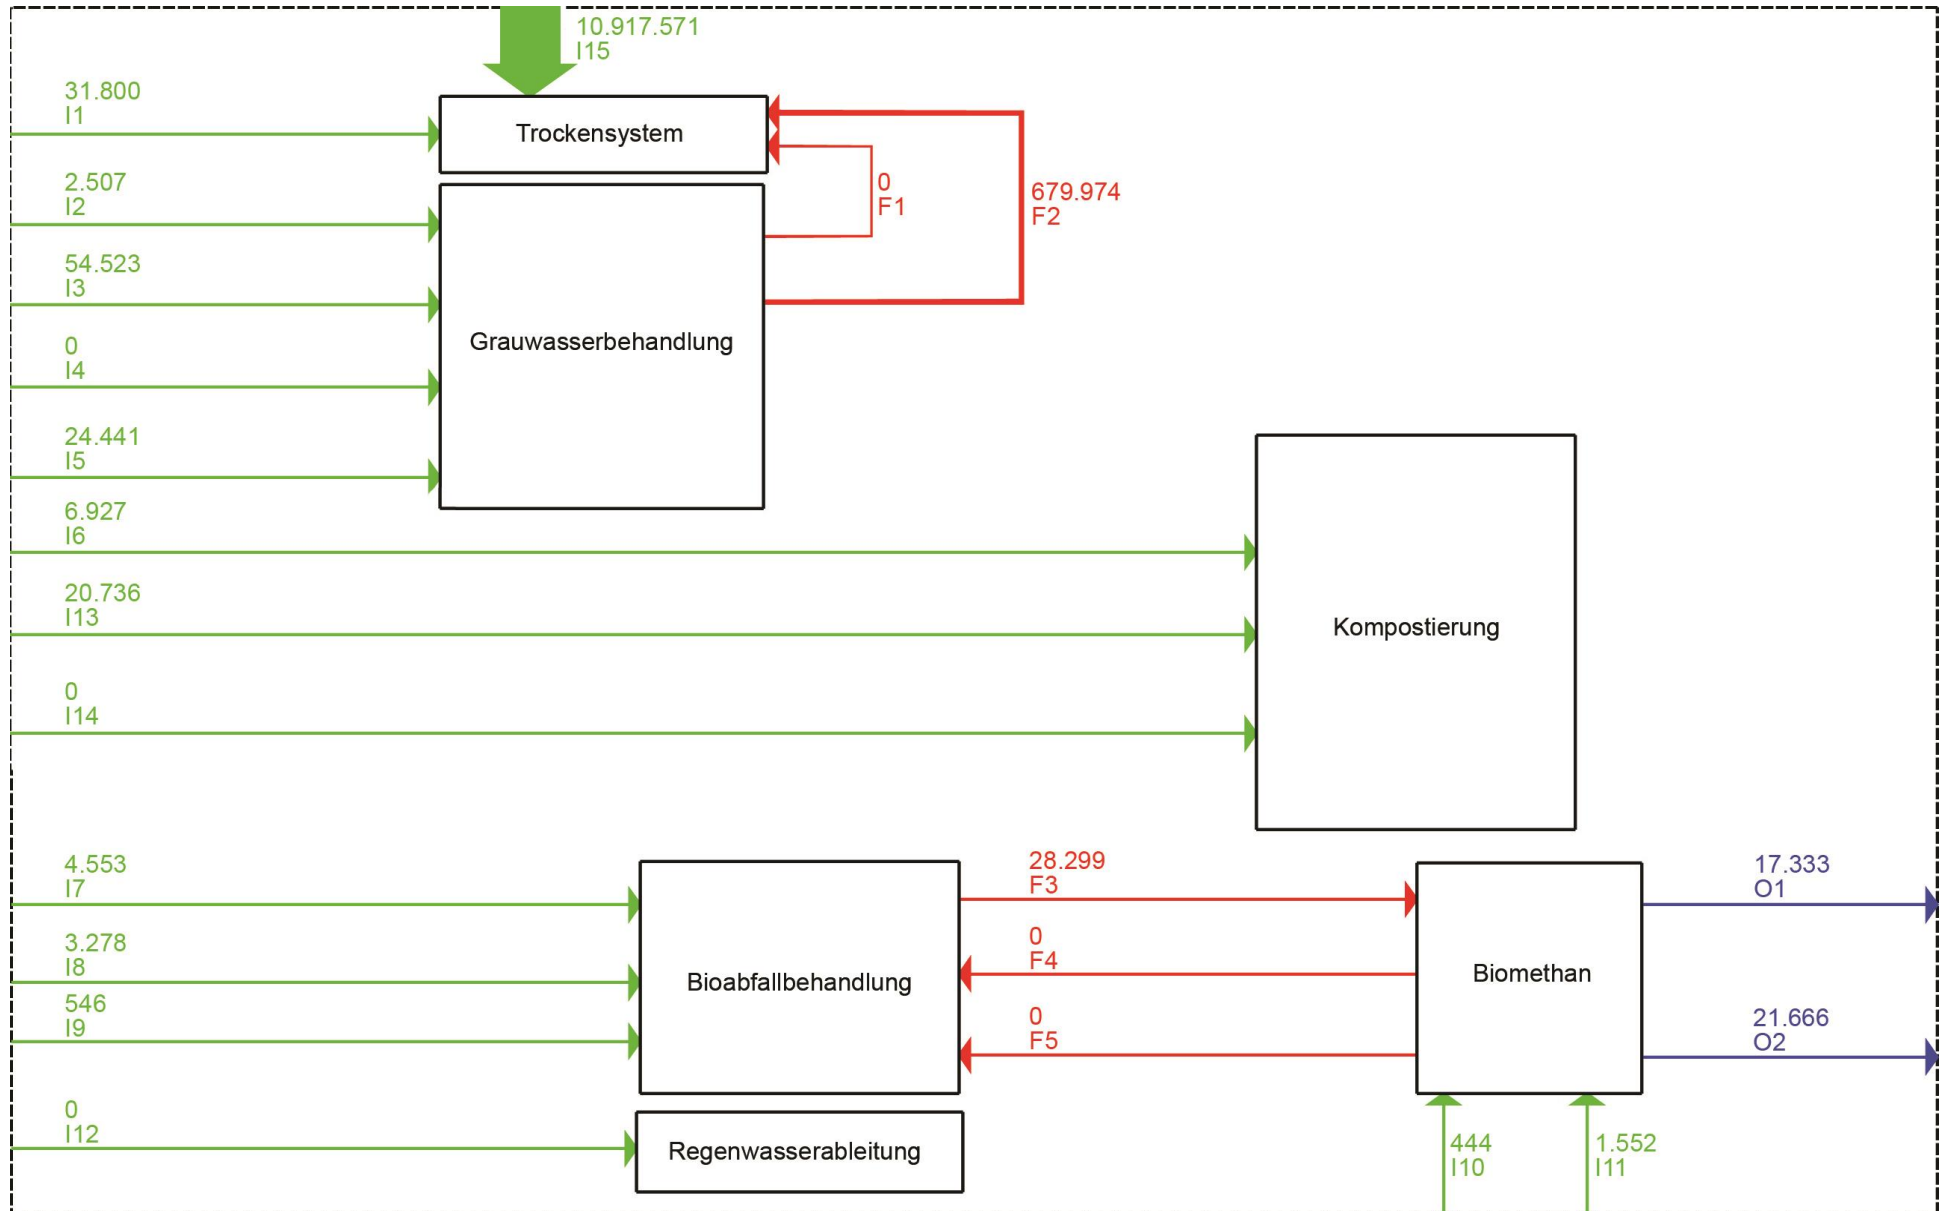 10.917.571
I15
31.800
I1
Trockensystem
2.507
I2
0
F1
679.974
F2
54.523
I3
Grauwasserbehandlung
0
I4
24.441
I5
6.927
I6
20.736
I13
Kompostierung
0
I14
4.553
I7
28.299
F3
17.333
O1
3.278
I8
0
F4
Bioabfallbehandlung
Biomethan
546
I9
0
F5
21.666
O2
0
I12
Regenwasserableitung
444
I10
1.552
I11